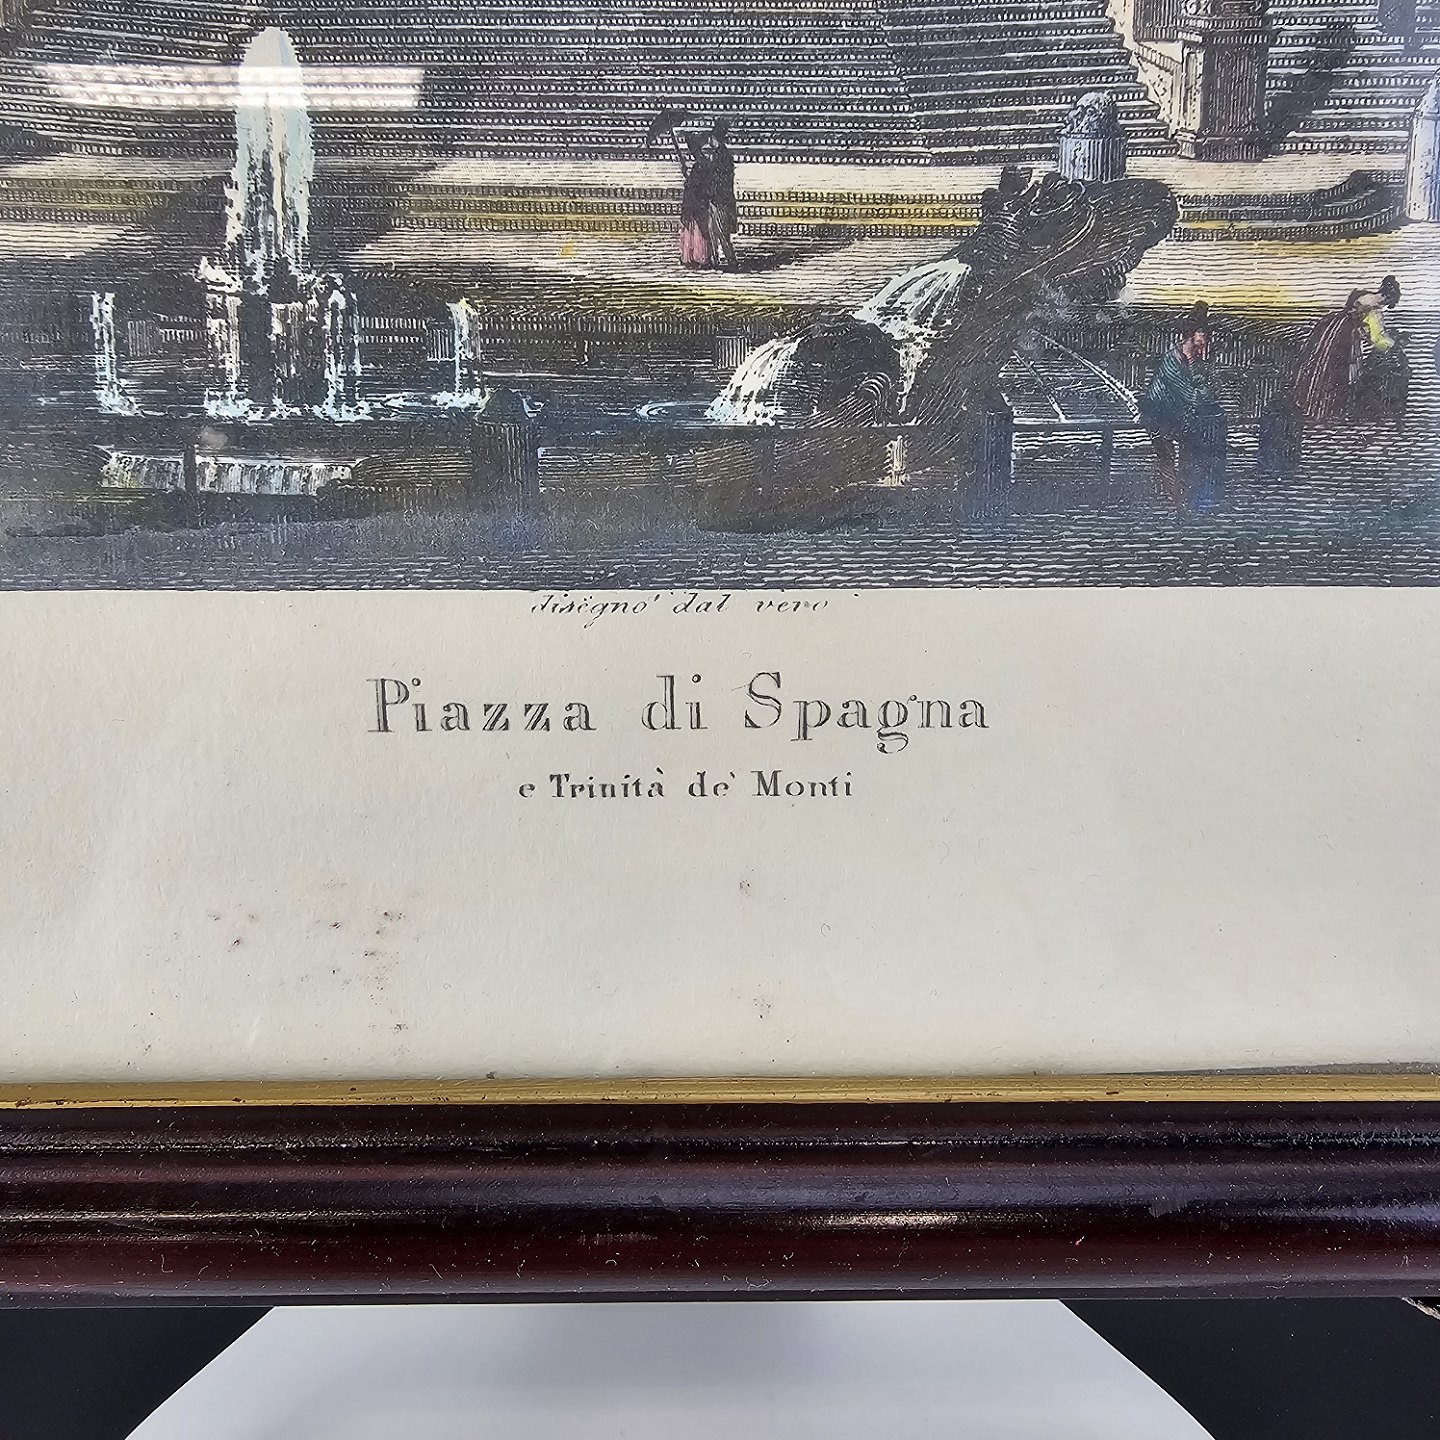 disegnò dal vero
Piazza di Spagna
e Trinità de' Monti